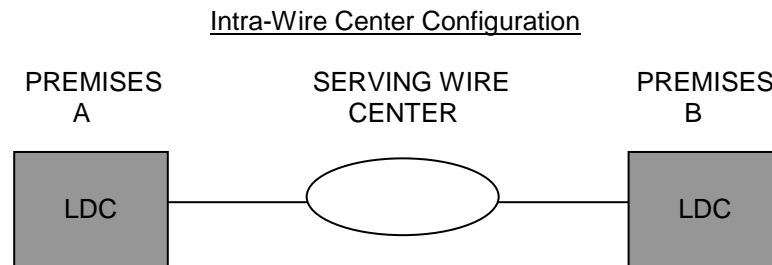 Intra-Wire Center Configuration
PREMISES A
SERVING WIRE CENTER
PREMISES B
LDC
LDC